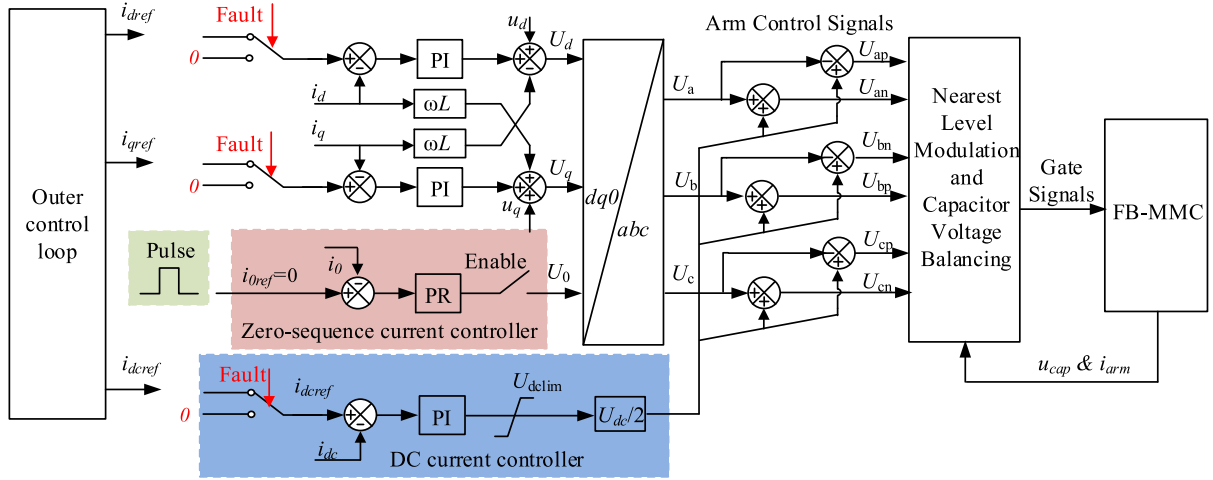 Outer
control
loop
i_dref
i_qref
i_dcref
Fault
0
Fault
0
Fault
0
Pulse
i_0ref=0
i_0
PR
Enable
U_0
Zero-sequence current controller
i_dcref
PI
U_dclim
U_dc/2
i_dc
DC current controller
+
−
PI
u_d
+
+
−
U_d
i_d
ωL
i_q
ωL
+
−
PI
u_q
+
+
+
U_q
+
−
+
−
dq0
abc
Arm Control Signals
U_a
U_b
U_c
−
+
+
+
−
+
+
+
−
+
+
+
U_ap
U_an
U_bn
U_bp
U_cp
U_cn
Nearest
Level
Modulation
and
Capacitor
Voltage
Balancing
Gate
Signals
FB-MMC
u_cap & i_arm